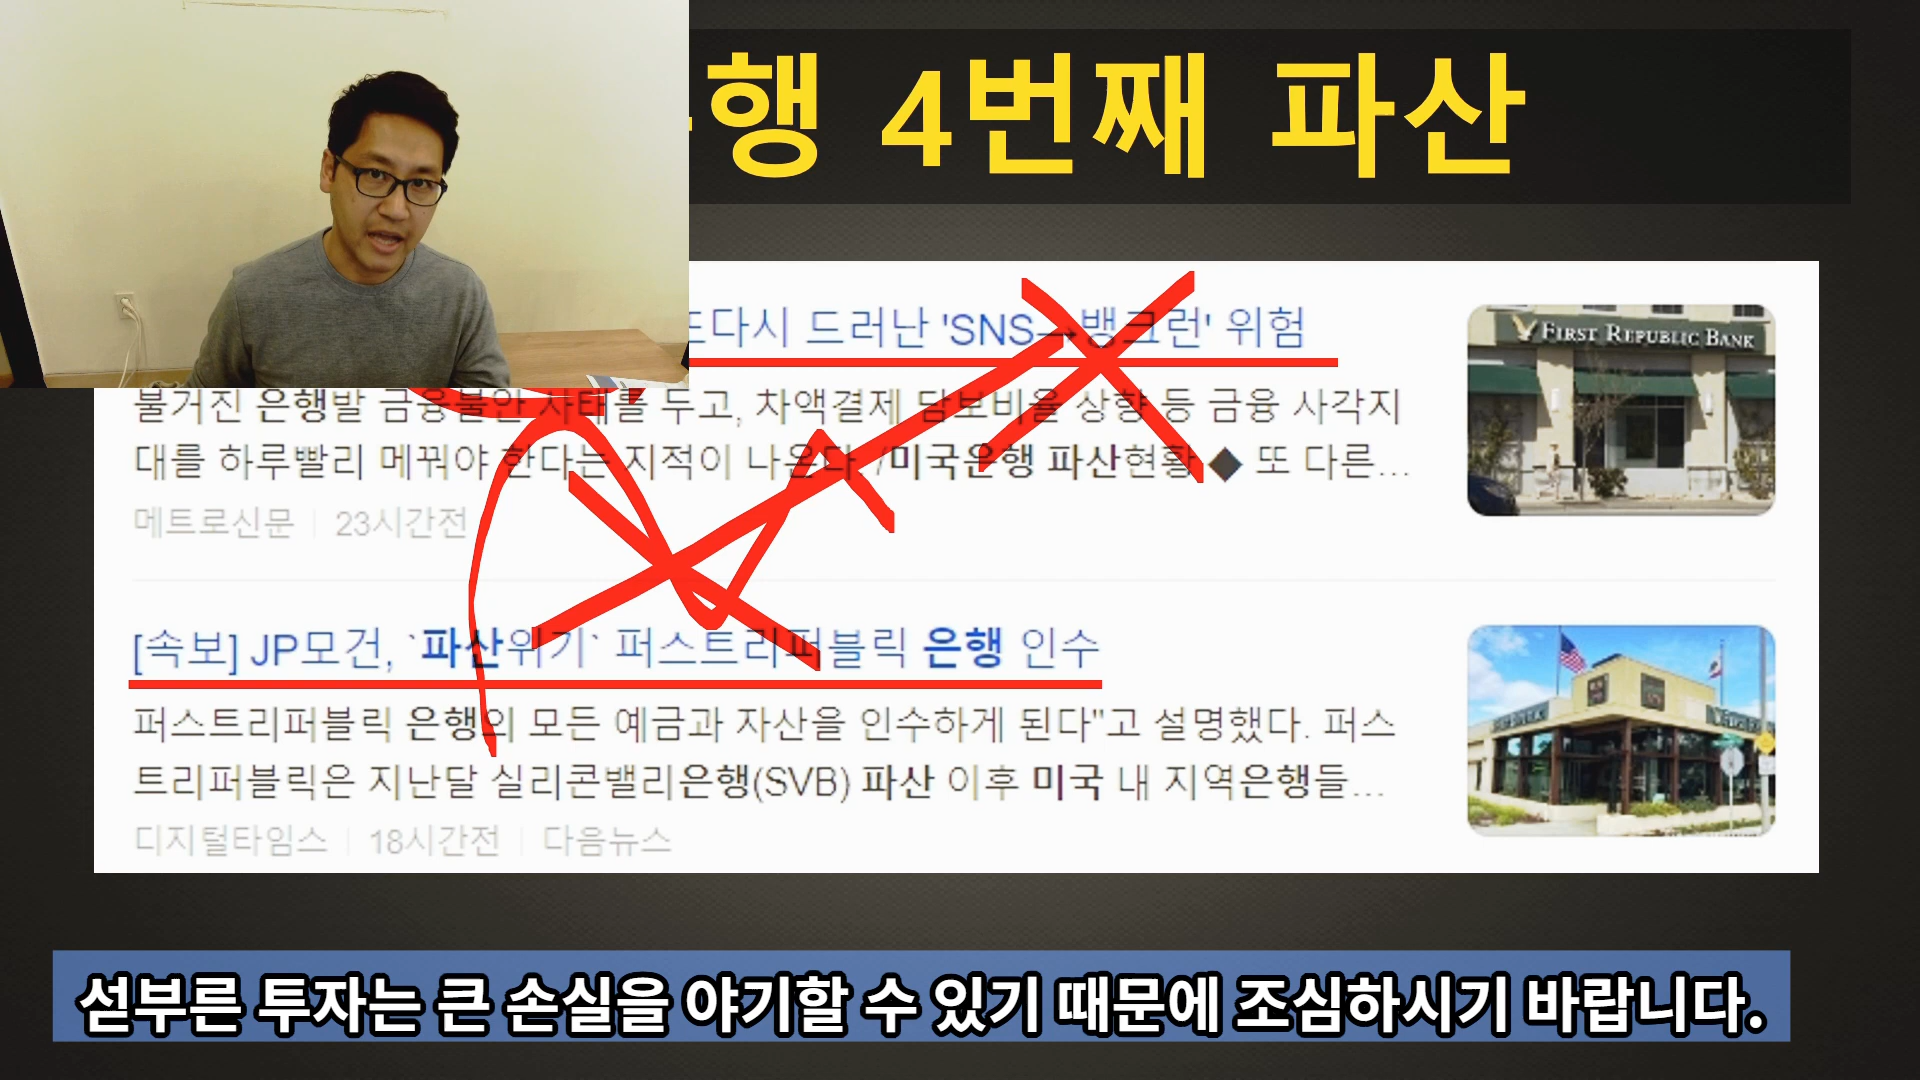 행 4번째 파산
다시 드러난 'SNS→뱅크런' 위험
불거진 은행발 금융불안 사태를 두고, 차액결제 담보비율 상향 등 금융 사각지
대를 하루빨리 메꿔야 한다는 지적이 나온다 /미국은행 파산현황 ◆ 또 다른...
메트로신문 | 23시간전
FIRST REPUBLIC BANK
[속보] JP모건, `파산위기` 퍼스트리퍼블릭 은행 인수
퍼스트리퍼블릭 은행의 모든 예금과 자산을 인수하게 된다"고 설명했다. 퍼스
트리퍼블릭은 지난달 실리콘밸리은행(SVB) 파산 이후 미국 내 지역은행들...
디지털타임스 | 18시간전 | 다음뉴스
섣부른 투자는 큰 손실을 야기할 수 있기 때문에 조심하시기 바랍니다.